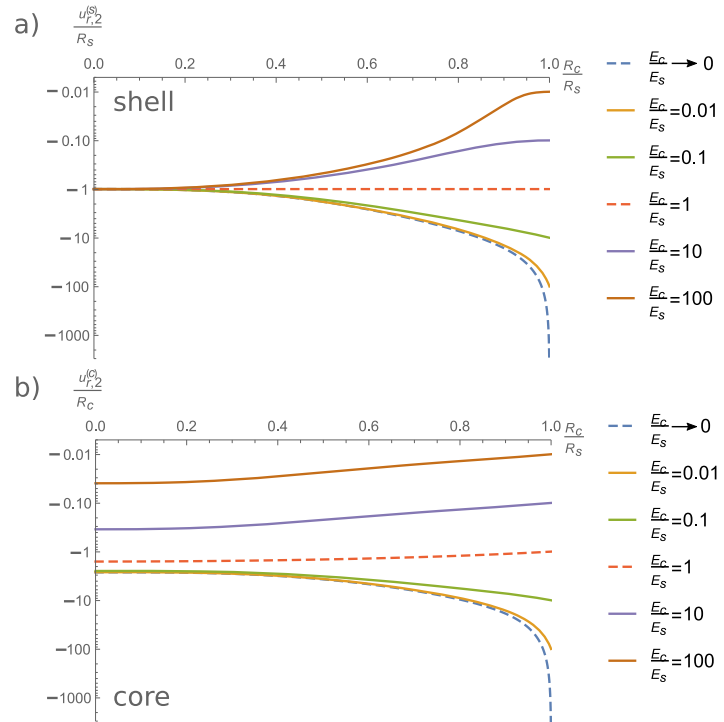 a)
u_{r,2}^{(s)}
R_s
0.0 0.2 0.4 0.6 0.8 1.0 R_c
R_s
−0.01
−0.10
−1
−10
−100
−1000
shell
E_c/E_s → 0
E_c/E_s =0.01
E_c/E_s =0.1
E_c/E_s =1
E_c/E_s =10
E_c/E_s =100
b)
u_{r,2}^{(c)}
R_c
0.0 0.2 0.4 0.6 0.8 1.0 R_c
R_s
−0.01
−0.10
−1
−10
−100
−1000
core
E_c/E_s → 0
E_c/E_s =0.01
E_c/E_s =0.1
E_c/E_s =1
E_c/E_s =10
E_c/E_s =100